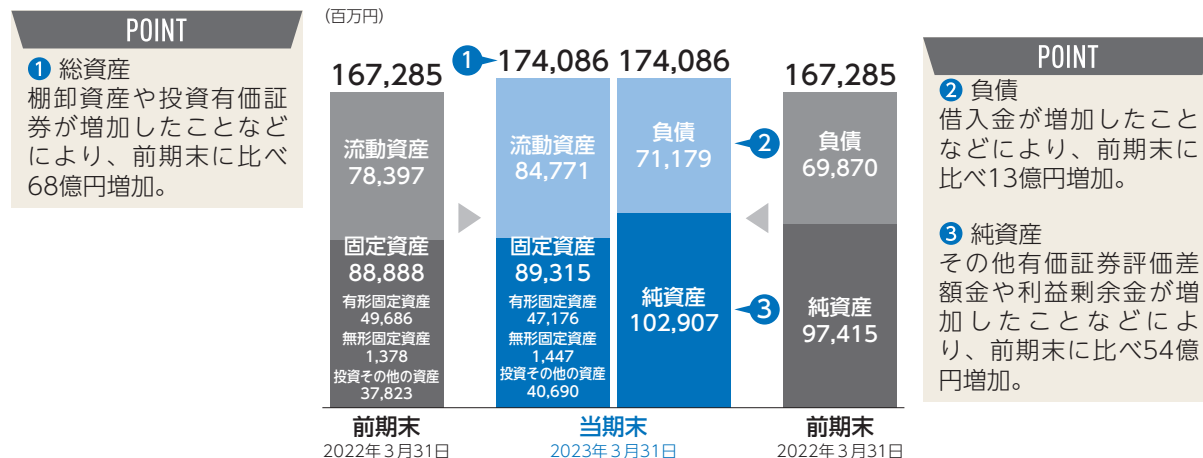 POINT
❶ 総資産
棚卸資産や投資有価証
券が増加したことなど
により、前期末に比べ
68億円増加。
(百万円)
167,285
流動資産
78,397
固定資産
88,888
有形固定資産
49,686
無形固定資産
1,378
投資その他の資産
37,823
前期末
2022年3月31日
❶
174,086
流動資産
84,771
固定資産
89,315
有形固定資産
47,176
無形固定資産
1,447
投資その他の資産
40,690
174,086
負債
71,179
❷
純資産
102,907
❸
当期末
2023年3月31日
167,285
負債
69,870
純資産
97,415
前期末
2022年3月31日
POINT
❷ 負債
借入金が増加したこと
などにより、前期末に
比べ13億円増加。
❸ 純資産
その他有価証券評価差
額金や利益剰余金が増
加したことなどによ
り、前期末に比べ54億
円増加。